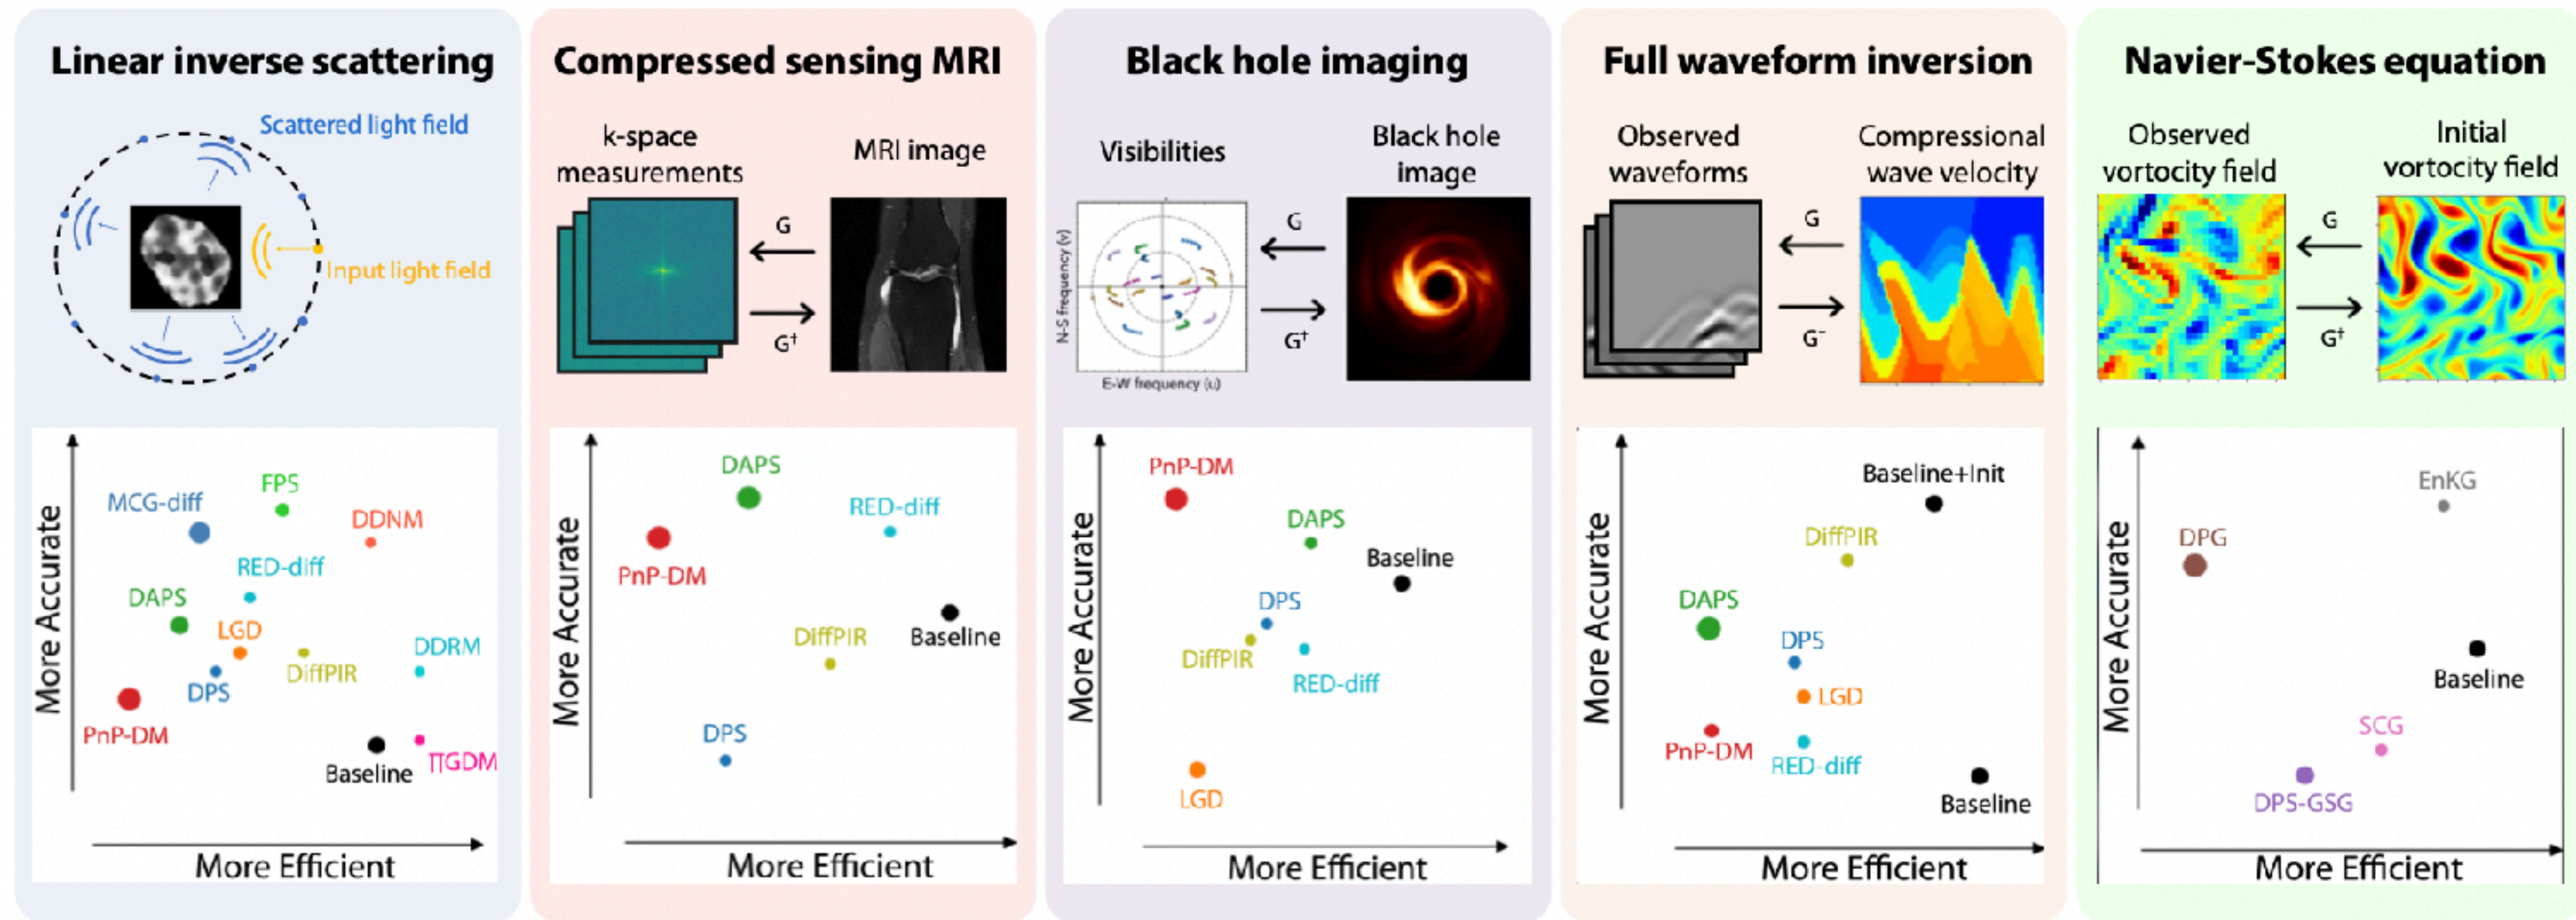 Linear inverse scattering
Scattered light field
Input light field
More Accurate
MCG-diff
FPS
DDNM
RED-diff
DAPS
LGD
DDRM
DiffPIR
DPS
PnP-DM
Baseline
ΠGDM
More Efficient
Compressed sensing MRI
k-space
measurements
MRI image
G
G†
More Accurate
DAPS
RED-diff
PnP-DM
DiffPIR
Baseline
DPS
More Efficient
Black hole imaging
Visibilities
Black hole
image
N-S frequency (v)
E-W frequency (u)
G
G†
More Accurate
PnP-DM
DAPS
Baseline
DPS
DiffPIR
RED-diff
LGD
More Efficient
Full waveform inversion
Observed
waveforms
Compressional
wave velocity
G
G⁻
More Accurate
Baseline+Init
DiffPIR
DAPS
DPS
LGD
PnP-DM
RED-diff
Baseline
More Efficient
Navier-Stokes equation
Observed
vortocity field
Initial
vortocity field
G
G†
More Accurate
EnKG
DPG
Baseline
SCG
DPS-GSG
More Efficient